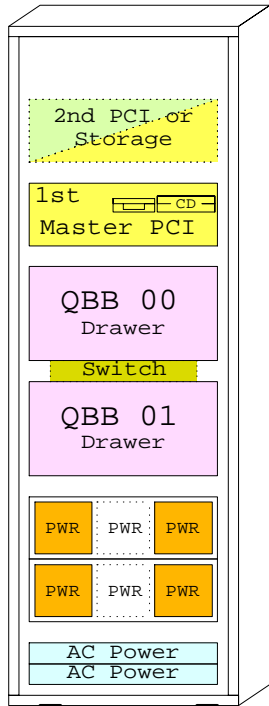 2nd PCI or
Storage
1st
CD
Master PCI
QBB 00
Drawer
Switch
QBB 01
Drawer
PWR PWR PWR
PWR PWR PWR
AC Power
AC Power